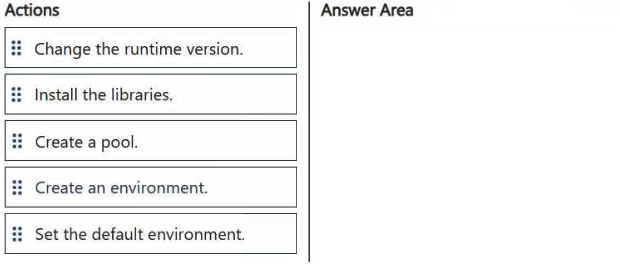 Actions
Answer Area
Change the runtime version.
Install the libraries.
Create a pool.
Create an environment.
Set the default environment.